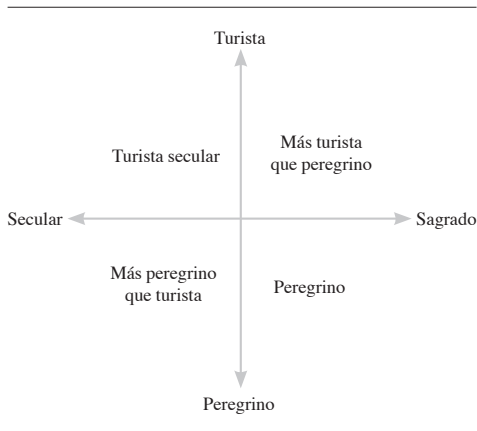 Turista
Turista secular
Más turista
que peregrino
Secular
Sagrado
Más peregrino
que turista
Peregrino
Peregrino